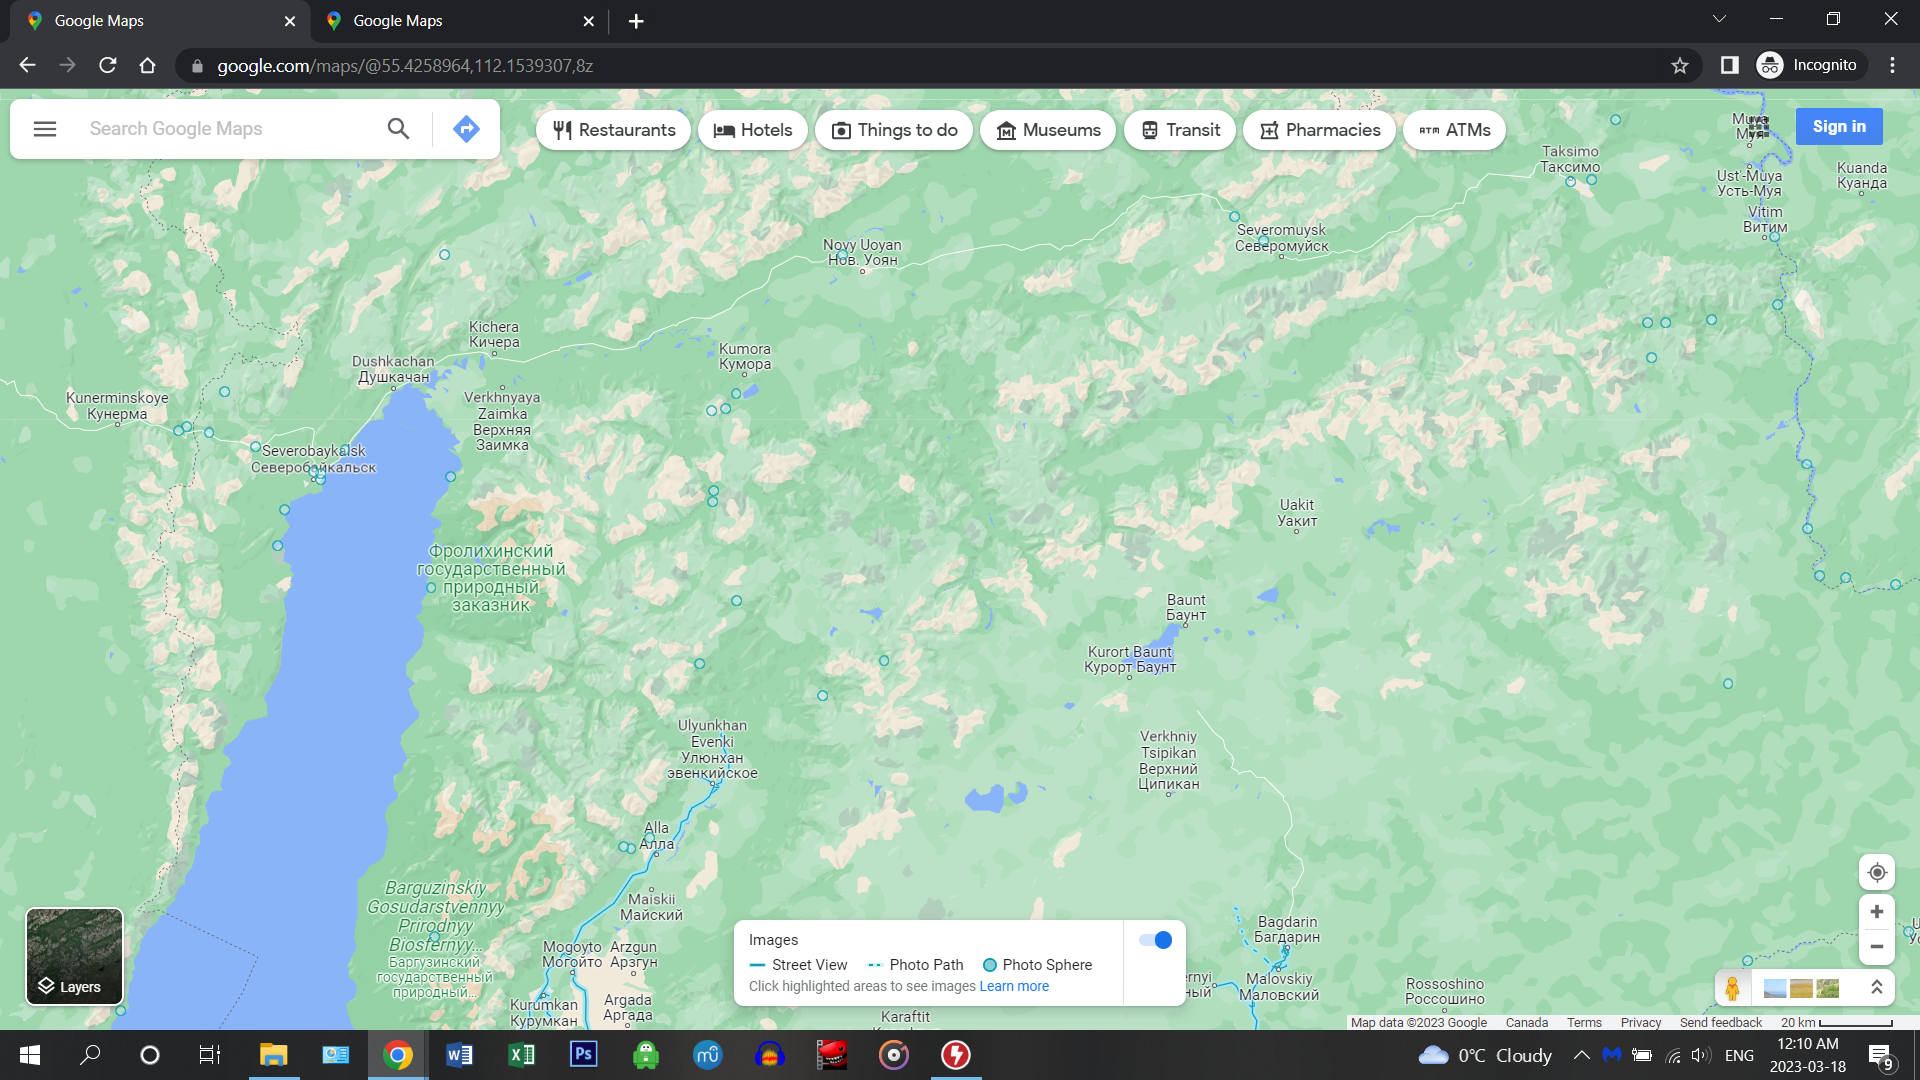 Google Maps
Google Maps
google.com/maps/@55.4258964,112.1539307,8z
Incognito
Search Google Maps
Restaurants
Hotels
Things to do
Museums
Transit
Pharmacies
ATM
ATMs
Sign in
Muya
Муя
Taksimo
Таксимо
Kuanda
Куанда
Ust'-Muya
Усть-Муя
Vitim
Витим
Severomuysk
Северомуйск
Novy Uoyan
Нов. Уоян
Kichera
Кичера
Kumora
Кумора
Dushkachan
Душкачан
Kunerminskoye
Кунерма
Verkhnyaya
Zaimka
Верхняя
Заимка
Severobaykalsk
Северобайкальск
Uakit
Уакит
Фролихинский
государственный
природный
заказник
Baunt
Баунт
Kurort Baunt
Курорт Баунт
Ulyunkhan
Evenki
Улюнхан
эвенкийское
Verkhniy
Tsipikan
Верхний
Ципикан
Alla
Алла
Maiskii
Майский
Barguzinskiy
Gosudarstvennyy
Prirodnyy
Biosfernyy...
Баргузинский
государственный
природный...
Mogoyto
Могойто
Arzgun
Арзгун
Kurumkan
Курумкан
Argada
Аргада
Karaftit
Bagdarin
Багдарин
Malovskiy
Маловский
Rossoshino
Россошино
Layers
Images
Street View
Photo Path
Photo Sphere
Click highlighted areas to see images Learn more
Map data ©2023 Google
Canada
Terms
Privacy
Send feedback
20 km
0°C Cloudy
ENG
12:10 AM
2023-03-18
9